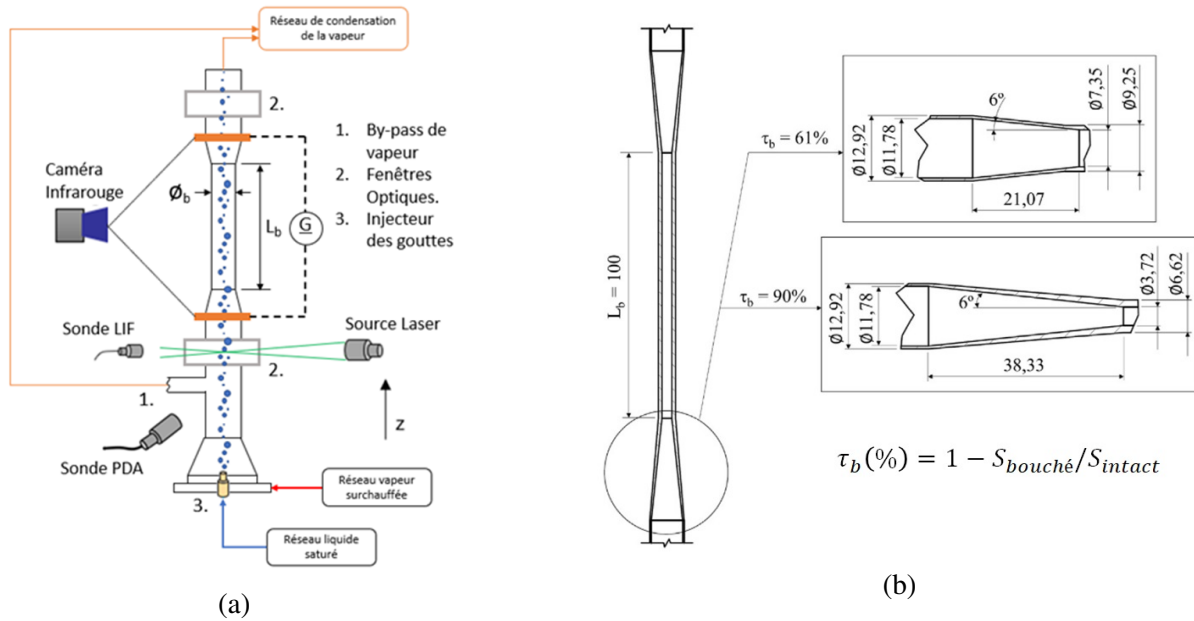 Réseau de condensation
de la vapeur
2.
1. By-pass de
vapeur
2. Fenêtres
Optiques.
3. Injecteur
des gouttes
Caméra
Infrarouge
Øb
Lb
G
Sonde LIF
Source Laser
2.
1.
z
Sonde PDA
3.
Réseau vapeur
surchauffée
Réseau liquide
saturé
(a)
Lb = 100
τb = 61%
Ø12,92
Ø11,78
6°
Ø7,35
Ø9,25
21,07
τb = 90%
Ø12,92
Ø11,78
6°
Ø3,72
Ø6,62
38,33
τb(%) = 1 − Sbouché/Sintact
(b)